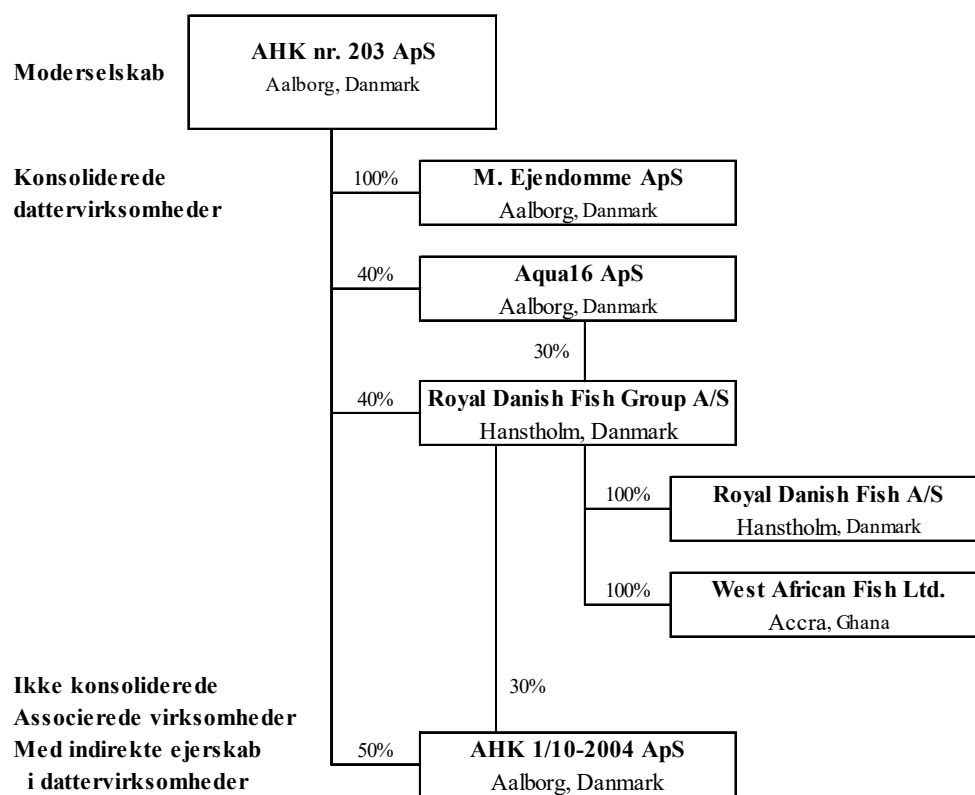 AHK nr. 203 ApS
Moderselskab
Aalborg, Danmark
Konsoliderede
dattervirksomheder
100%
M. Ejendomme ApS
Aalborg, Danmark
40%
Aqua16 ApS
Aalborg, Danmark
30%
40%
Royal Danish Fish Group A/S
Hanstholm, Danmark
100%
Royal Danish Fish A/S
Hanstholm, Danmark
100%
West African Fish Ltd.
Accra, Ghana
30%
Ikke konsoliderede
Associerede virksomheder
Med indirekte ejerskab
i dattervirksomheder
50%
AHK 1/10-2004 ApS
Aalborg, Danmark